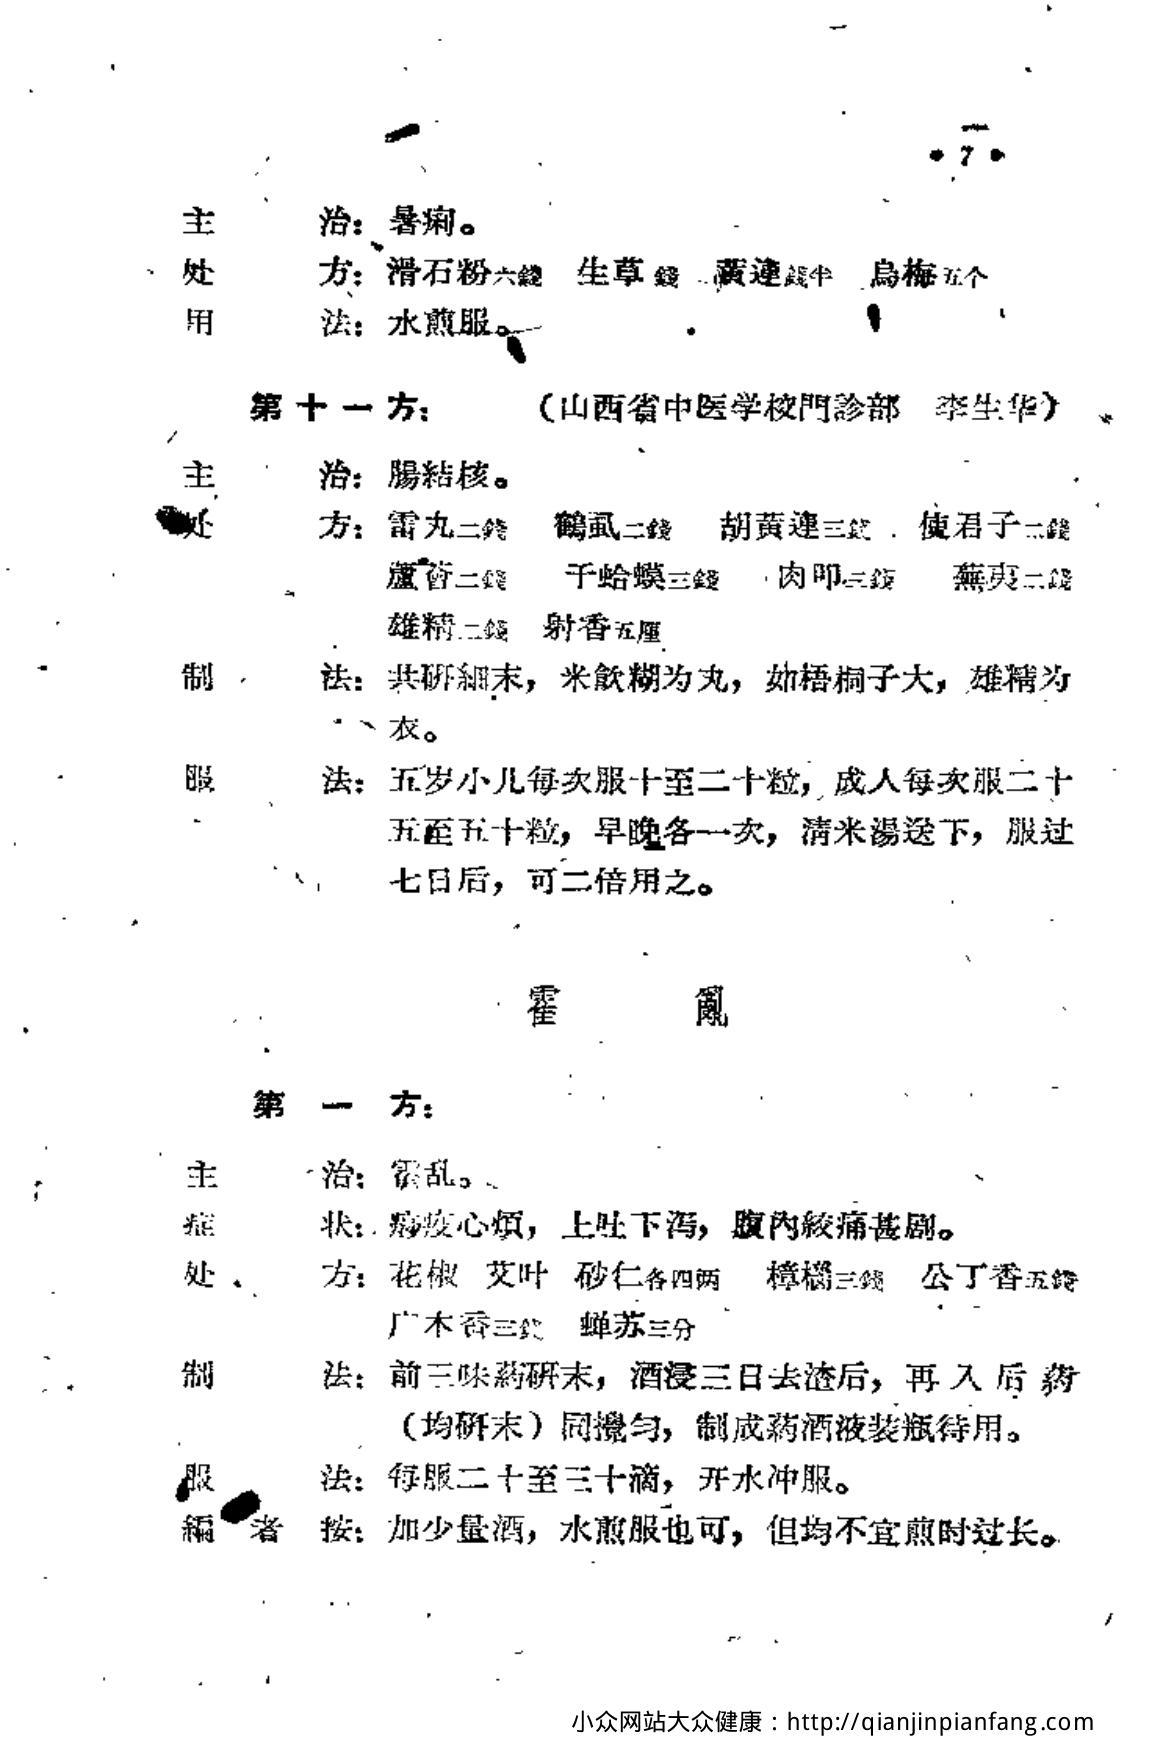 • 7 •
主 治：暑痢。
处 方：滑石粉六錢 生草錢 黃連錢半 烏梅五个
用 法：水煎服。
第十一方： （山西省中医学校門診部 李生华）
主 治：腸結核。
处 方：雷丸二錢 鶴虱二錢 胡黃連三錢 使君子二錢
蘆薈二錢 干蛤蟆三錢 肉叩三錢 蕪荑二錢
雄精二錢 射香五厘
制 法：共研細末，米飲糊为丸，如梧桐子大，雄精为
衣。
服 法：五岁小儿每次服十至二十粒，成人每次服二十
五至五十粒，早晚各一次，清米湯送下，服过
七日后，可二倍用之。
霍 亂
第 一 方：
主 治：霍乱。
症 状：痧疫心煩，上吐下泻，腹內絞痛甚剧。
处 方：花椒 艾叶 砂仁各四两 樟腦三錢 公丁香五錢
广木香三錢 蝉苏三分
制 法：前三味葯研末，酒浸三日去渣后，再入后葯
（均研末）同攪匀，制成葯酒液装瓶待用。
服 法：每服二十至三十滴，开水冲服。
編 者 按：加少量酒，水煎服也可，但均不宜煎时过长。
小众网站大众健康：http://qianjinpianfang.com